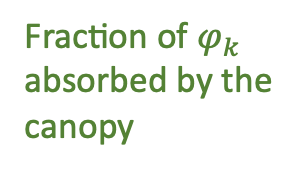 Fraction of φₖ
absorbed by the
canopy